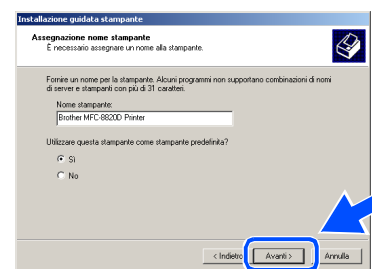 Installazione guidata stampante
Assegnazione nome stampante
È necessario assegnare un nome alla stampante.
Fornire un nome per la stampante. Alcuni programmi non supportano combinazioni di nomi
di server e stampanti con più di 31 caratteri.
Nome stampante:
Brother MFC-8820D Printer
Utilizzare questa stampante come stampante predefinita?
Sì
No
< Indietro
Avanti >
Annulla